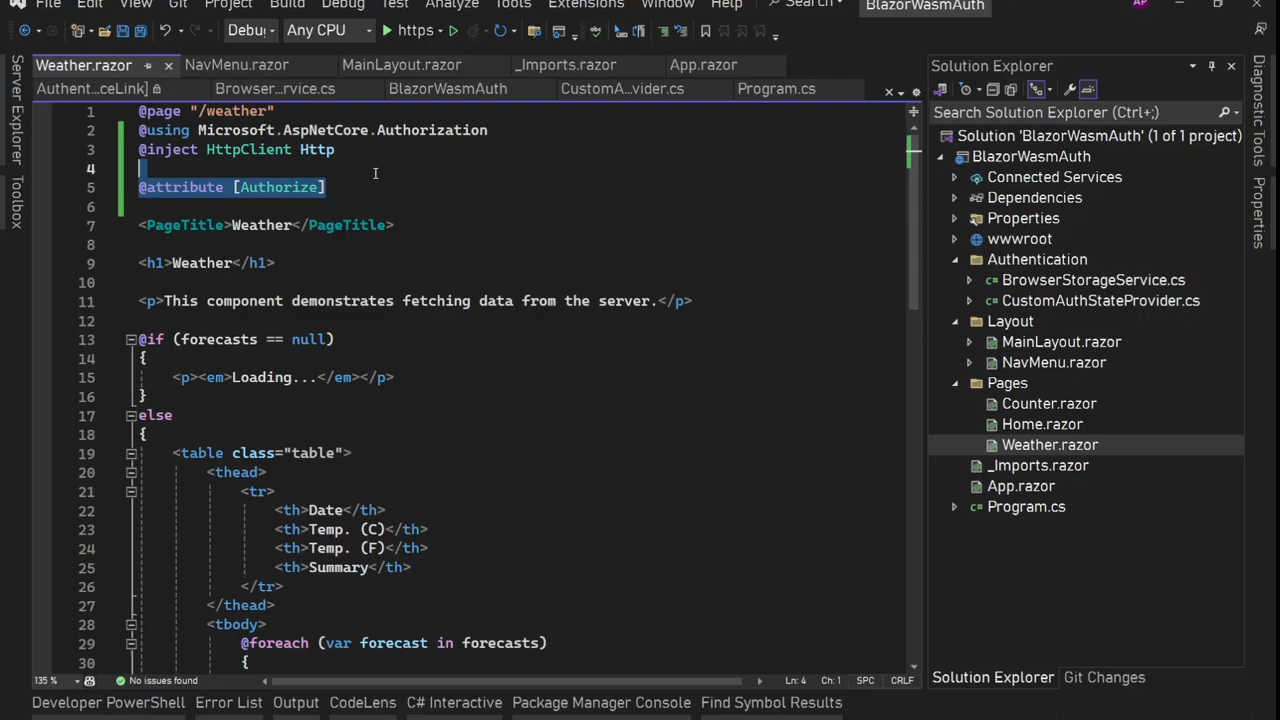 Edit View Git Project Build Debug Test Analyze Tools Extensions Window Help Search BlazorWasmAuth AP
Debug Any CPU https
Weather.razor NavMenu.razor MainLayout.razor _Imports.razor App.razor
Authent...ceLink] Browser...rvice.cs BlazorWasmAuth CustomA...vider.cs Program.cs
Server Explorer
Toolbox
1 @page "/weather"
2 @using Microsoft.AspNetCore.Authorization
3 @inject HttpClient Http
4
5 @attribute [Authorize]
6
7 <PageTitle>Weather</PageTitle>
8
9 <h1>Weather</h1>
10
11 <p>This component demonstrates fetching data from the server.</p>
12
13 @if (forecasts == null)
14 {
15 <p><em>Loading...</em></p>
16 }
17 else
18 {
19 <table class="table">
20 <thead>
21 <tr>
22 <th>Date</th>
23 <th>Temp. (C)</th>
24 <th>Temp. (F)</th>
25 <th>Summary</th>
26 </tr>
27 </thead>
28 <tbody>
29 @foreach (var forecast in forecasts)
30 {
135 % No issues found Ln: 4 Ch: 1 SPC CRLF
Solution Explorer
Search Solution Explorer (Ctrl+;)
Solution 'BlazorWasmAuth' (1 of 1 project)
BlazorWasmAuth
Connected Services
Dependencies
Properties
wwwroot
Authentication
C# BrowserStorageService.cs
C# CustomAuthStateProvider.cs
Layout
MainLayout.razor
NavMenu.razor
Pages
Counter.razor
Home.razor
Weather.razor
_Imports.razor
App.razor
C# Program.cs
Solution Explorer Git Changes
Diagnostic Tools
Properties
Developer PowerShell Error List Output CodeLens C# Interactive Package Manager Console Find Symbol Results